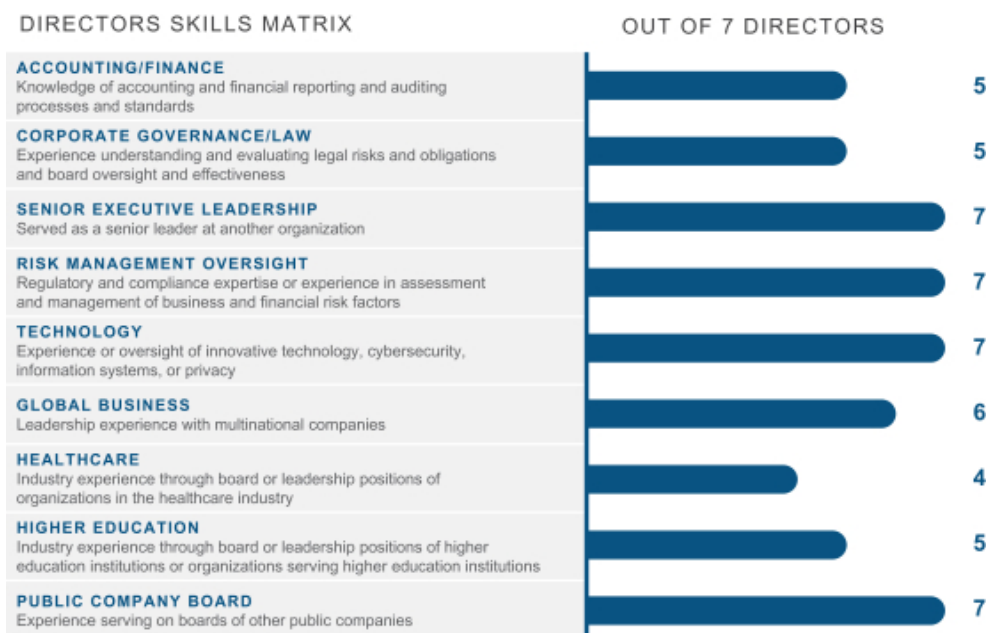 DIRECTORS SKILLS MATRIX
OUT OF 7 DIRECTORS
ACCOUNTING/FINANCE
Knowledge of accounting and financial reporting and auditing
processes and standards
5
CORPORATE GOVERNANCE/LAW
Experience understanding and evaluating legal risks and obligations
and board oversight and effectiveness
5
SENIOR EXECUTIVE LEADERSHIP
Served as a senior leader at another organization
7
RISK MANAGEMENT OVERSIGHT
Regulatory and compliance expertise or experience in assessment
and management of business and financial risk factors
7
TECHNOLOGY
Experience or oversight of innovative technology, cybersecurity,
information systems, or privacy
7
GLOBAL BUSINESS
Leadership experience with multinational companies
6
HEALTHCARE
Industry experience through board or leadership positions of
organizations in the healthcare industry
4
HIGHER EDUCATION
Industry experience through board or leadership positions of higher
education institutions or organizations serving higher education institutions
5
PUBLIC COMPANY BOARD
Experience serving on boards of other public companies
7